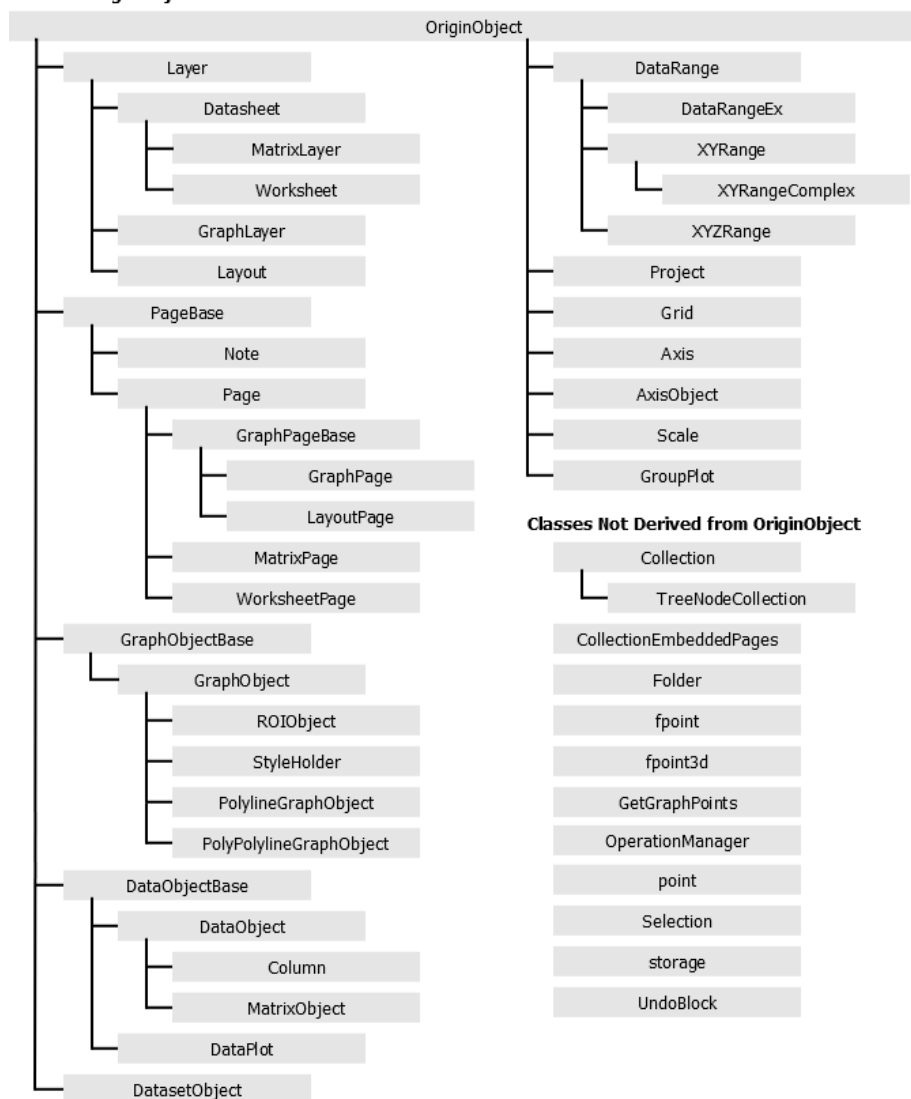 OriginObject
Layer
Datasheet
MatrixLayer
Worksheet
GraphLayer
Layout
PageBase
Note
Page
GraphPageBase
GraphPage
LayoutPage
MatrixPage
WorksheetPage
GraphObjectBase
GraphObject
ROIObject
StyleHolder
PolylineGraphObject
PolyPolylineGraphObject
DataObjectBase
DataObject
Column
MatrixObject
DataPlot
DatasetObject
DataRange
DataRangeEx
XYRange
XYRangeComplex
XYZRange
Project
Grid
Axis
AxisObject
Scale
GroupPlot
Classes Not Derived from OriginObject
Collection
TreeNodeCollection
CollectionEmbeddedPages
Folder
fpoint
fpoint3d
GetGraphPoints
OperationManager
point
Selection
storage
UndoBlock